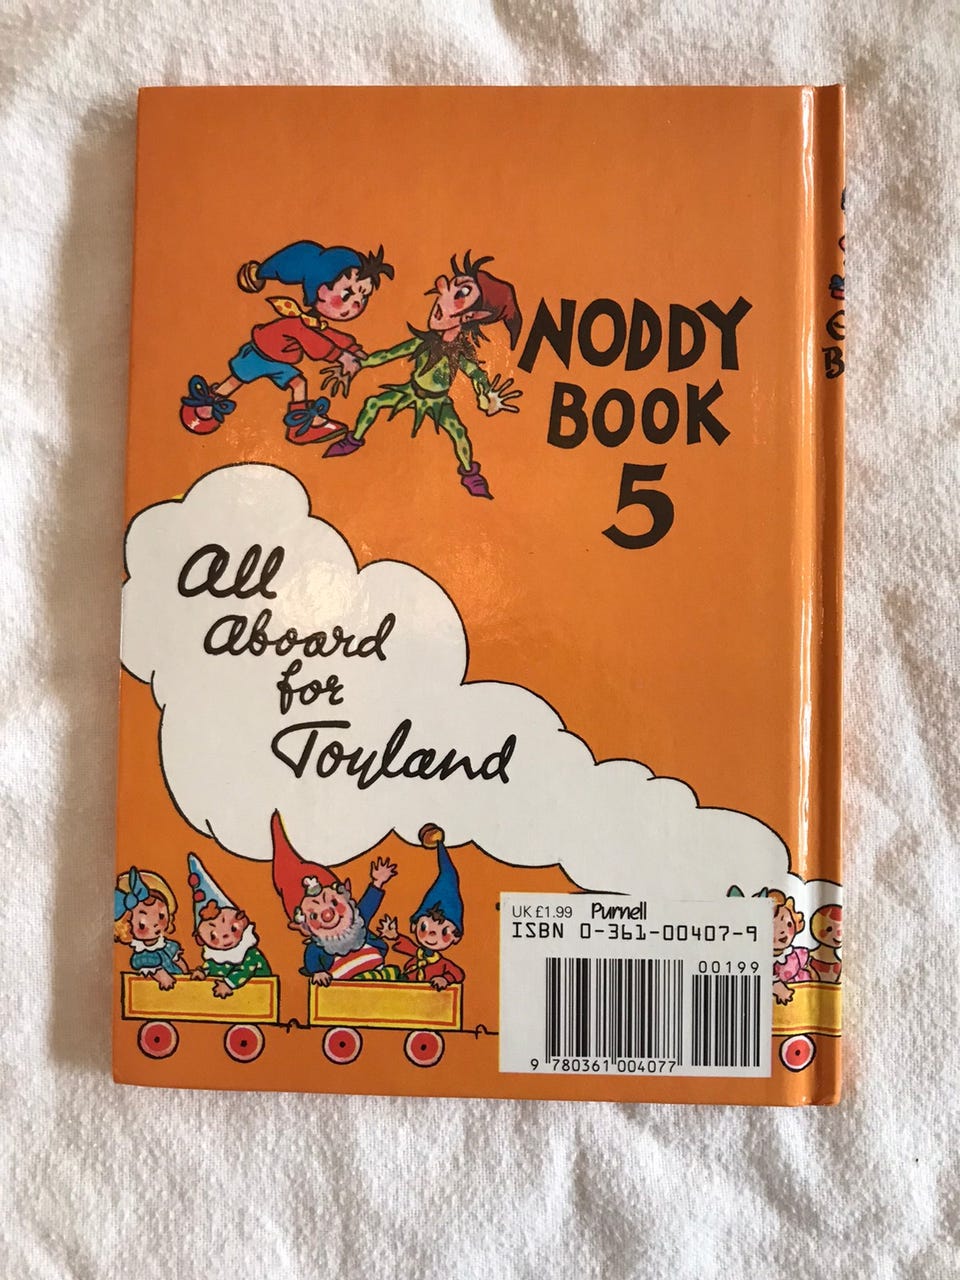 NODDY
BOOK
5
All
Aboard
for
Toyland
UK £1.99 Purnell
ISBN 0-361-00407-9
00199
9 780361 004077